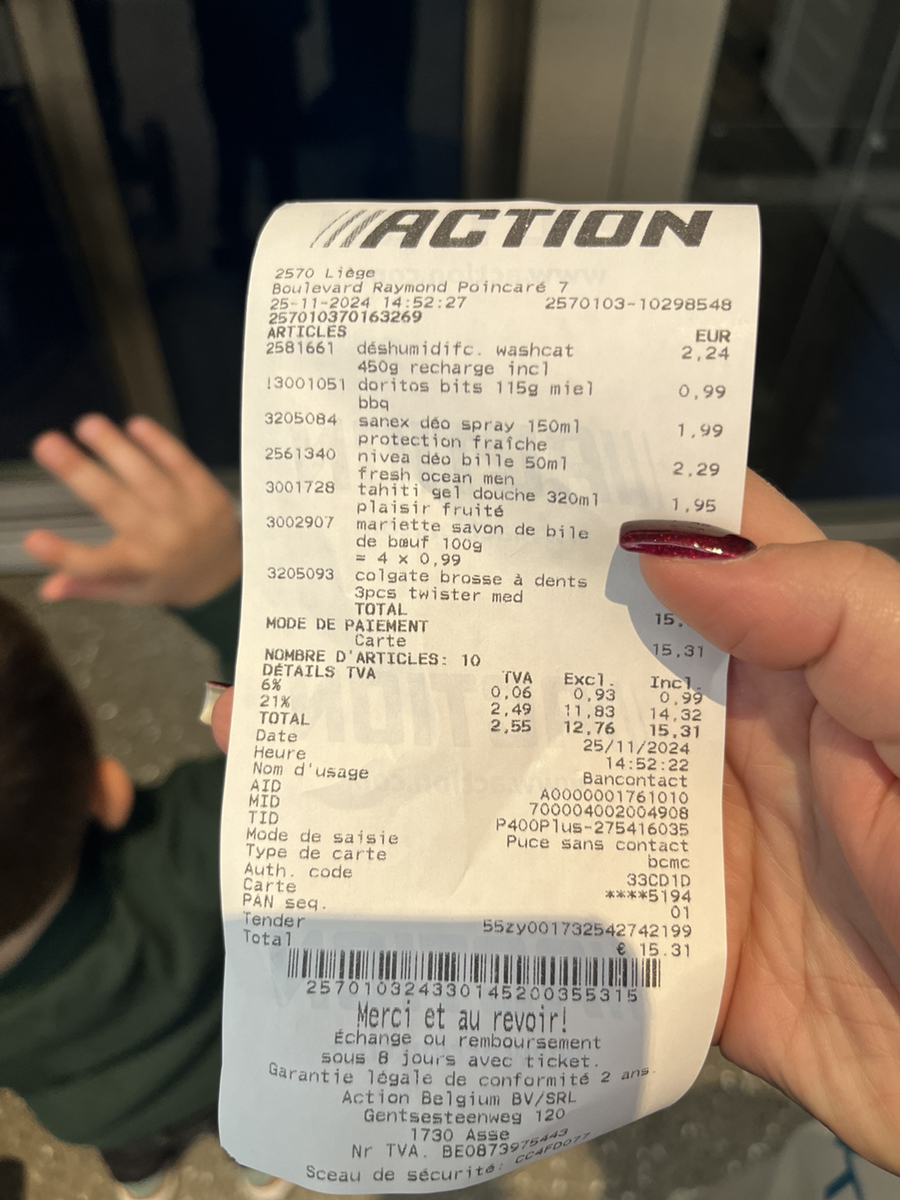 ACTION
2570 Liège
Boulevard Raymond Poincaré 7
25-11-2024 14:52:27 2570103-10298548
257010370163269
ARTICLES EUR
2581661 déshumidifc. washcat 2,24
450g recharge incl
!3001051 doritos bits 115g miel 0,99
bbq
3205084 sanex déo spray 150ml 1,99
protection fraîche
2561340 nivea déo bille 50ml 2,29
fresh ocean men
3001728 tahiti gel douche 320ml 1,95
plaisir fruité
3002907 mariette savon de bile
de bœuf 100g
= 4 x 0,99
3205093 colgate brosse à dents
3pcs twister med
TOTAL 15,
MODE DE PAIEMENT
Carte 15,31
NOMBRE D'ARTICLES: 10
DÉTAILS TVA TVA Excl. Incl.
6% 0,06 0,93 0,99
21% 2,49 11,83 14,32
TOTAL 2,55 12,76 15,31
Date 25/11/2024
Heure 14:52:22
Nom d'usage Bancontact
AID A0000001761010
MID 700004002004908
TID P400Plus-275416035
Mode de saisie Puce sans contact
Type de carte bcmc
Auth. code 33CD1D
Carte ****5194
PAN seq. 01
Tender 55zy001732542742199
Total € 15.31
2570103243301452003553​15
Merci et au revoir!
Échange ou remboursement
sous 8 jours avec ticket.
Garantie légale de conformité 2 ans.
Action Belgium BV/SRL
Gentsesteenweg 120
1730 Asse
Nr TVA. BE0873975443
Sceau de sécurité: CC4FD077